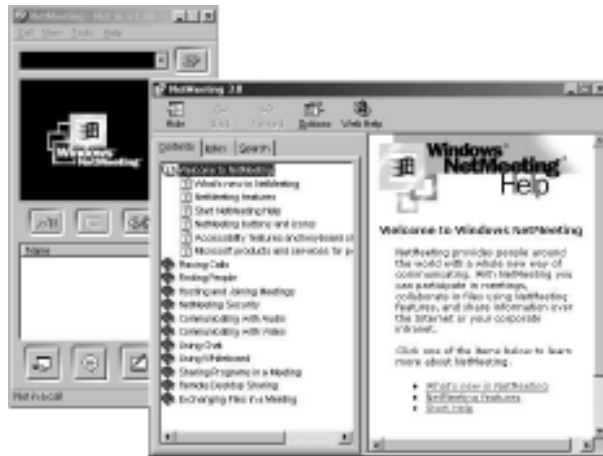 NetMeeting - Not in a Call
Call View Tools Help
Windows
NetMeeting
Name
Not in a call
NetMeeting 3.0
Hide Back Forward Options Web Help
Contents Index Search
Welcome to NetMeeting
What's new in NetMeeting
NetMeeting features
Start NetMeeting Help
NetMeeting buttons and icons
Accessibility features and keyboard s
Microsoft products and services for p
Placing Calls
Finding People
Hosting and Joining Meetings
NetMeeting Security
Communicating with Audio
Communicating with Video
Using Chat
Using Whiteboard
Sharing Programs in a Meeting
Remote Desktop Sharing
Exchanging Files in a Meeting
Windows
NetMeeting
Help
Welcome to Windows NetMeeting
NetMeeting provides people around
the world with a whole new way of
communicating. With NetMeeting you
can participate in meetings,
collaborate in files using NetMeeting
features, and share information over
the Internet or your corporate
intranet.
Click one of the items below to learn
more about NetMeeting.
What's new in NetMeeting
NetMeeting features
Start Help